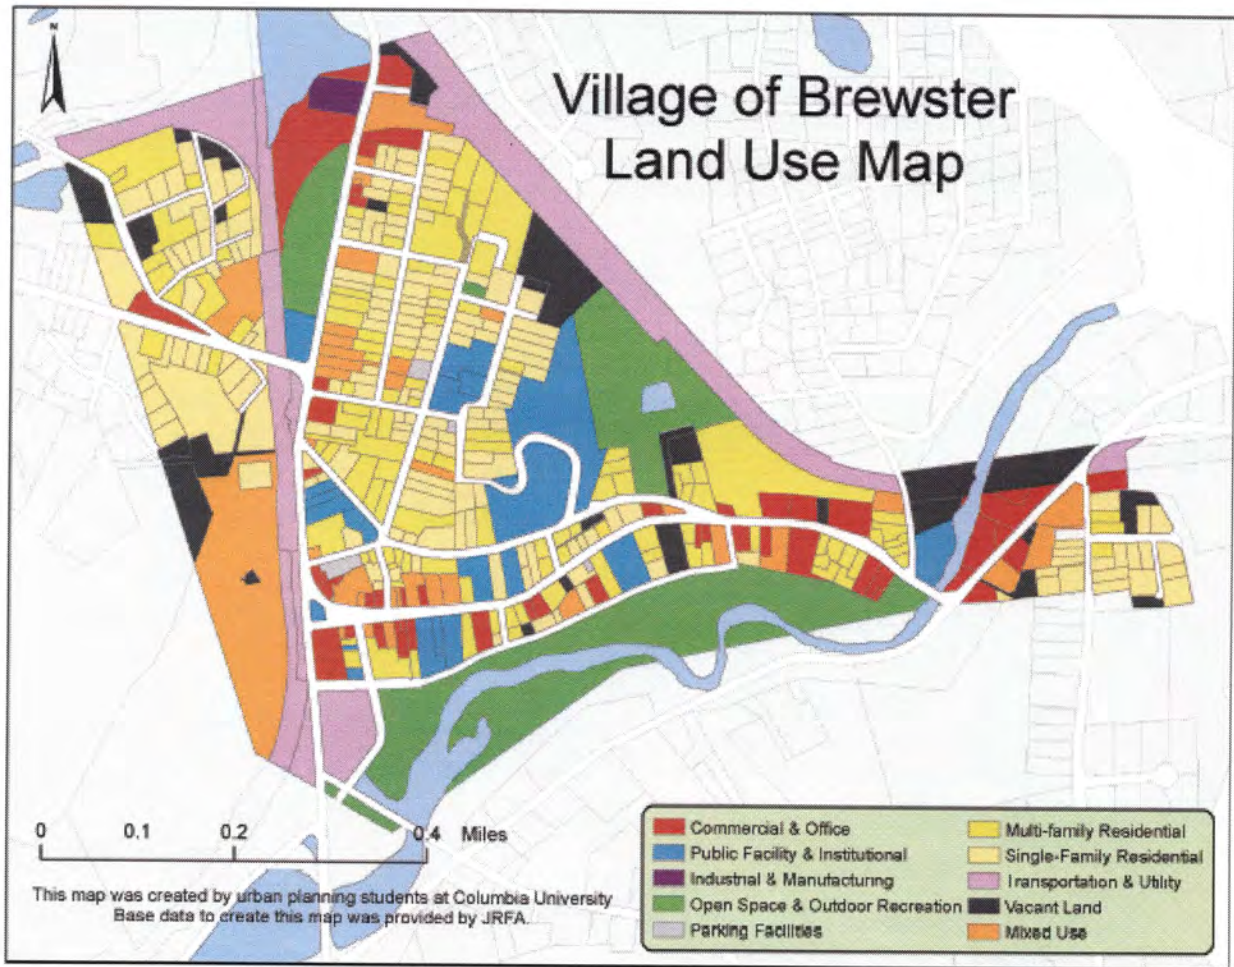 N
Village of Brewster
Land Use Map
0 0.1 0.2 0.4 Miles
This map was created by urban planning students at Columbia University
Base data to create this map was provided by JRFA.
Commercial & Office
Public Facility & Institutional
Industrial & Manufacturing
Open Space & Outdoor Recreation
Parking Facilities
Multi-family Residential
Single-Family Residential
Transportation & Utility
Vacant Land
Mixed Use